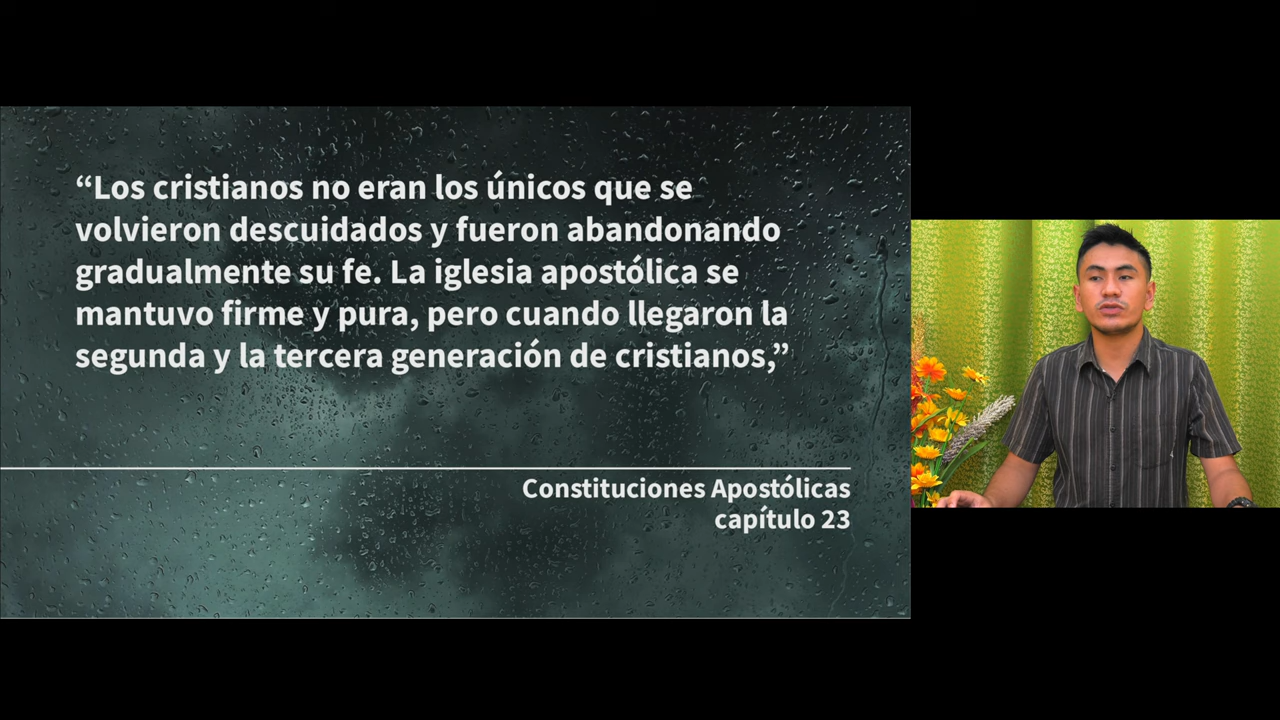 “Los cristianos no eran los únicos que se
volvieron descuidados y fueron abandonando
gradualmente su fe. La iglesia apostólica se
mantuvo firme y pura, pero cuando llegaron la
segunda y la tercera generación de cristianos,”
Constituciones Apostólicas
capítulo 23